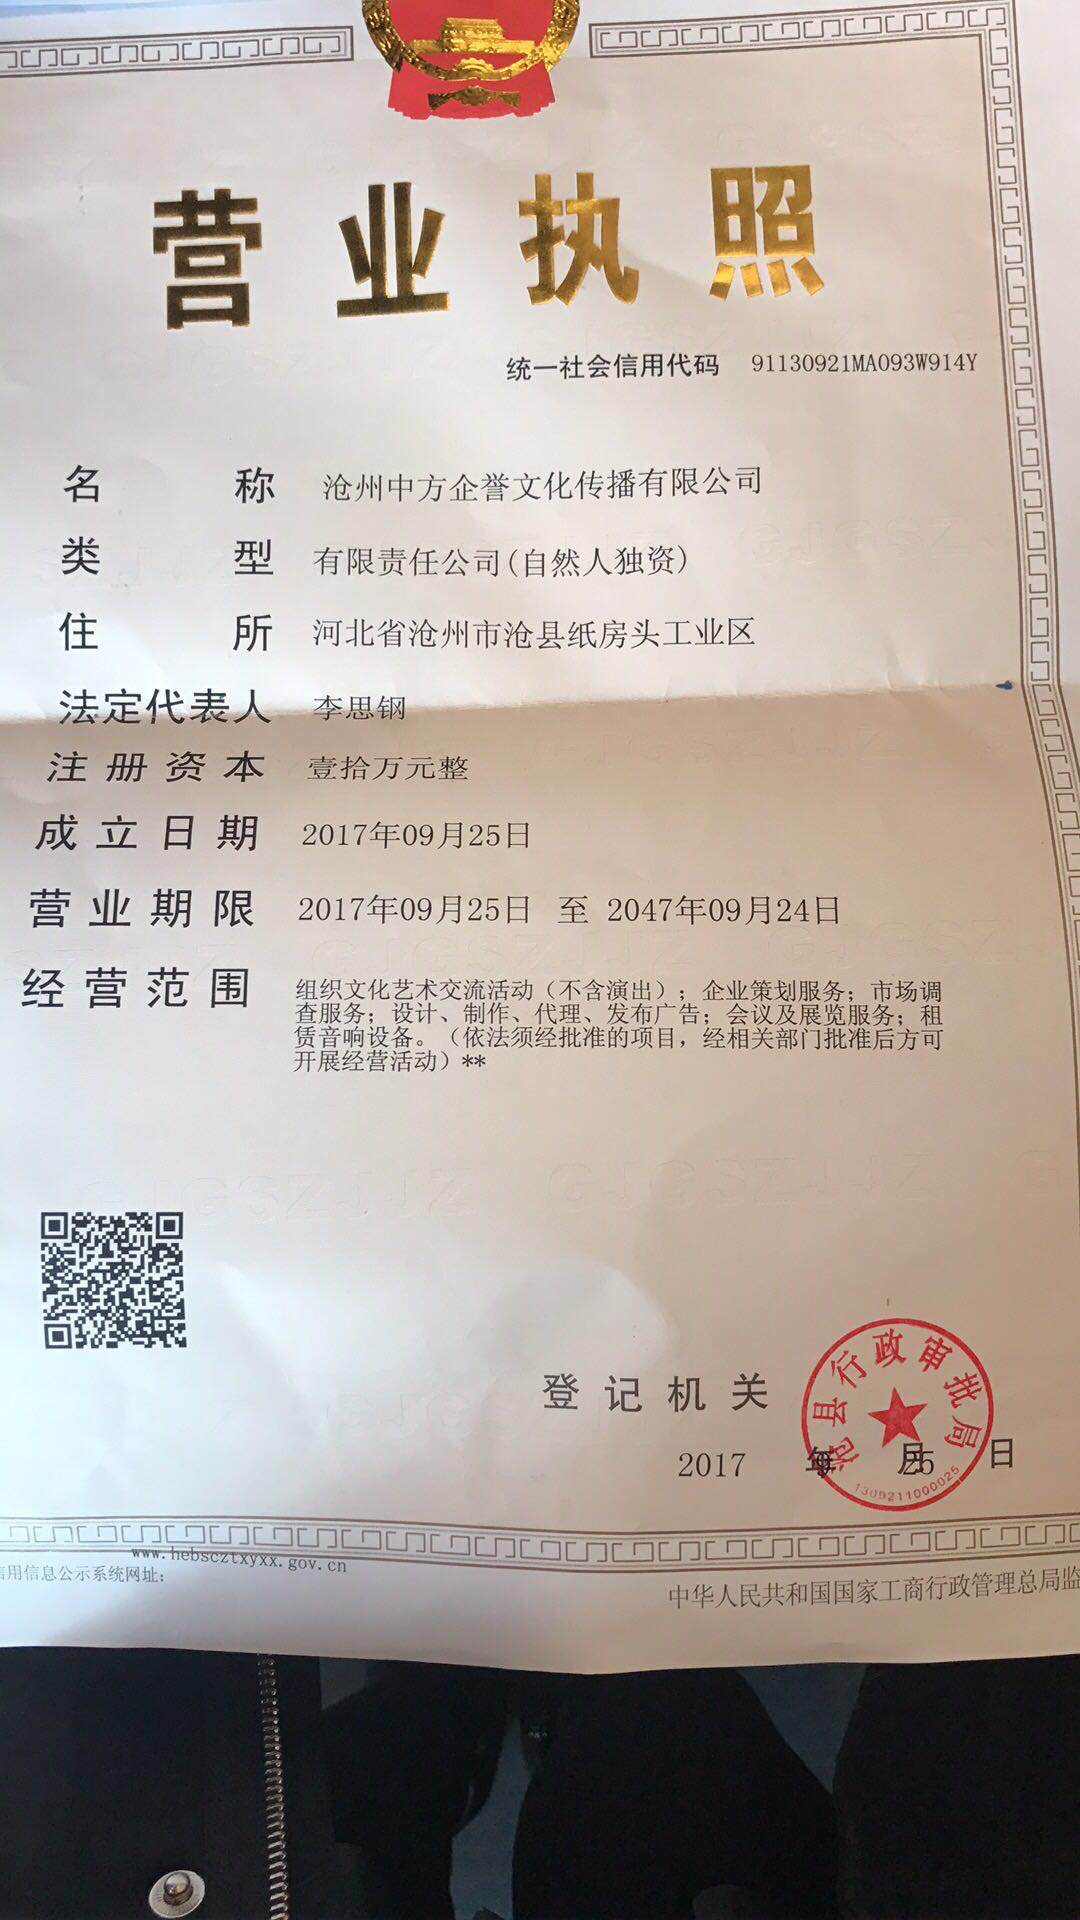 营业执照
统一社会信用代码 91130921MA093W914Y
名称 沧州中方企誉文化传播有限公司
类型 有限责任公司(自然人独资)
住所 河北省沧州市沧县纸房头工业区
法定代表人 李思钢
注册资本 壹拾万元整
成立日期 2017年09月25日
营业期限 2017年09月25日 至 2047年09月24日
经营范围 组织文化艺术交流活动（不含演出）；企业策划服务；市场调
查服务；设计、制作、代理、发布广告；会议及展览服务；租
赁音响设备。（依法须经批准的项目，经相关部门批准后方可
开展经营活动）**
登记机关
沧县行政审批局
1309211000025
2017 年9 月25 日
www.hebscztxyxx.gov.cn
信用信息公示系统网址：
中华人民共和国国家工商行政管理总局监